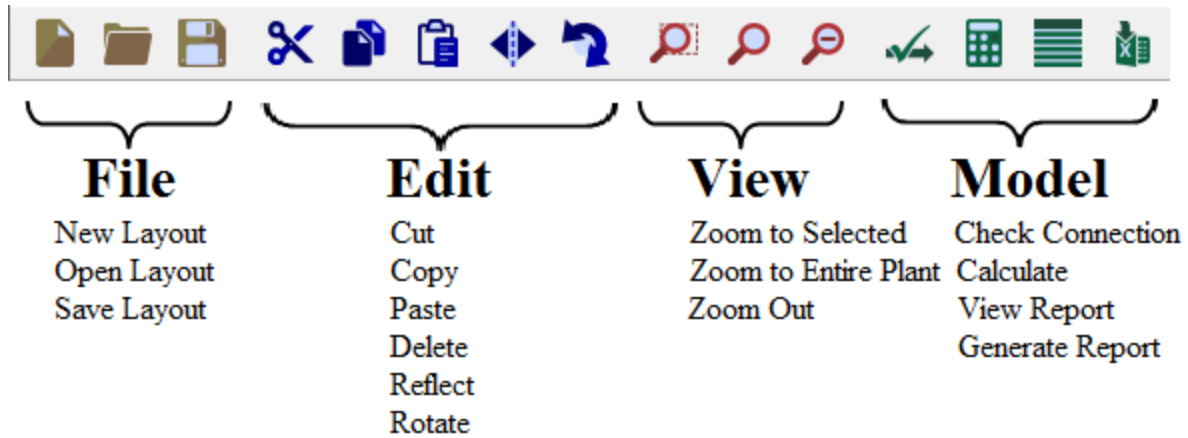 File
New Layout
Open Layout
Save Layout
Edit
Cut
Copy
Paste
Delete
Reflect
Rotate
View
Zoom to Selected
Zoom to Entire Plant
Zoom Out
Model
Check Connection
Calculate
View Report
Generate Report